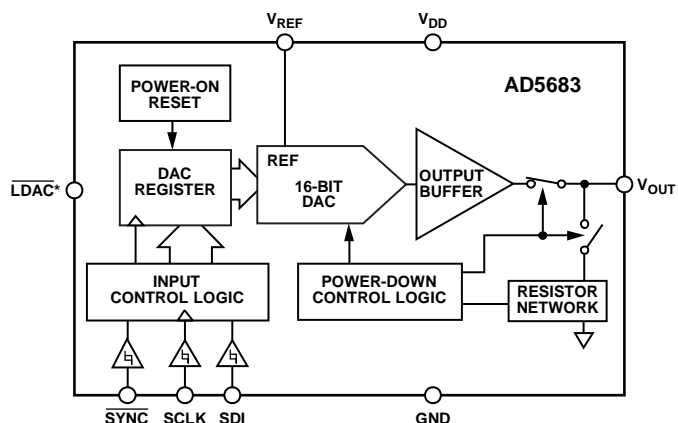 VREF
VDD
POWER-ON
RESET
AD5683
REF
DAC
REGISTER
16-BIT
DAC
OUTPUT
BUFFER
LDAC*
VOUT
INPUT
CONTROL LOGIC
POWER-DOWN
CONTROL LOGIC
RESISTOR
NETWORK
SYNC
SCLK
SDI
GND